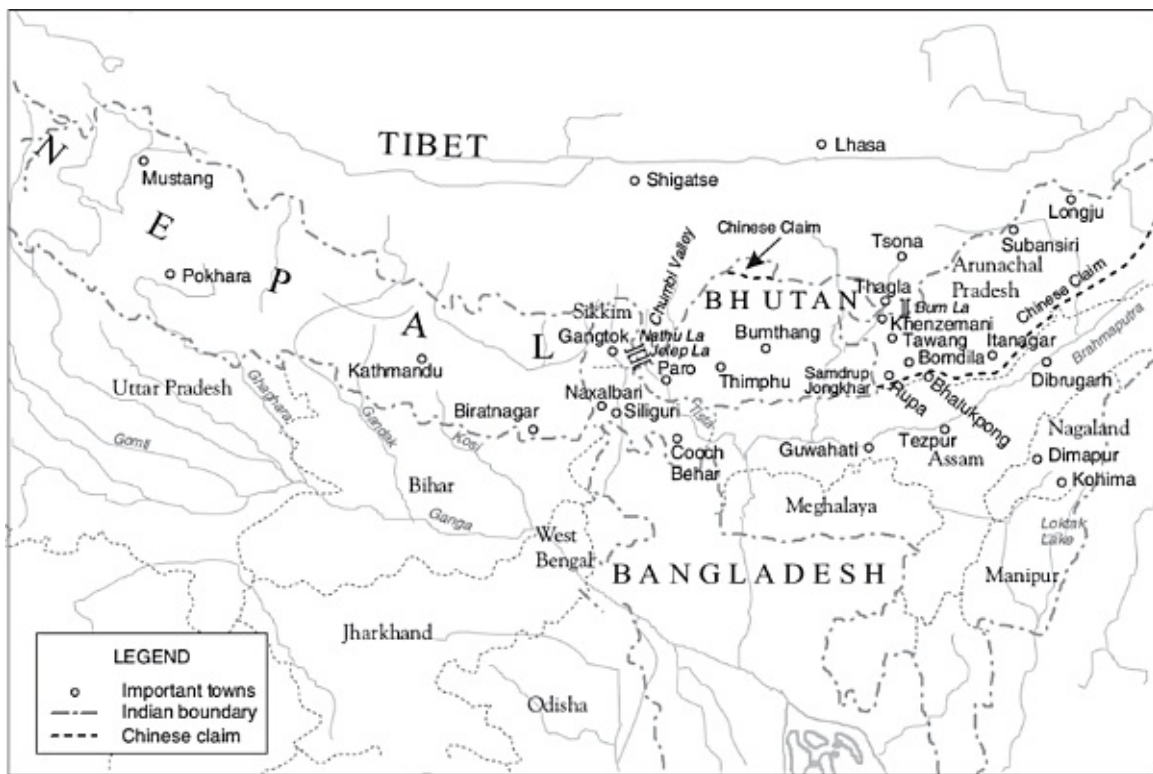 TIBET
Lhasa
N
Mustang
Shigatse
Longju
E
Pokhara
P
A
L
Chumbi Valley
Chinese Claim
Tsona
Subansiri
Arunachal
Pradesh
Chinese Claim
BHUTAN
Thagla
Bum La
Sikkim
Gangtok
Nathu La
Jelep La
Bumthang
Khenzemani
Tawang
Itanagar
Brahmaputra
Kathmandu
Paro
Thimphu
Samdrup
Jongkhar
Bomdila
Dibrugarh
Uttar Pradesh
Ghaghara
Gandak
Biratnagar
Kosi
Naxalbari
Siliguri
Tista
Rupa
Bhalukpong
Gomti
Cooch
Behar
Guwahati
Tezpur
Assam
Nagaland
Dimapur
Kohima
Bihar
Ganga
Meghalaya
West
Bengal
Loktak
Lake
BANGLADESH
Manipur
Jharkhand
Odisha
LEGEND
Important towns
Indian boundary
Chinese claim